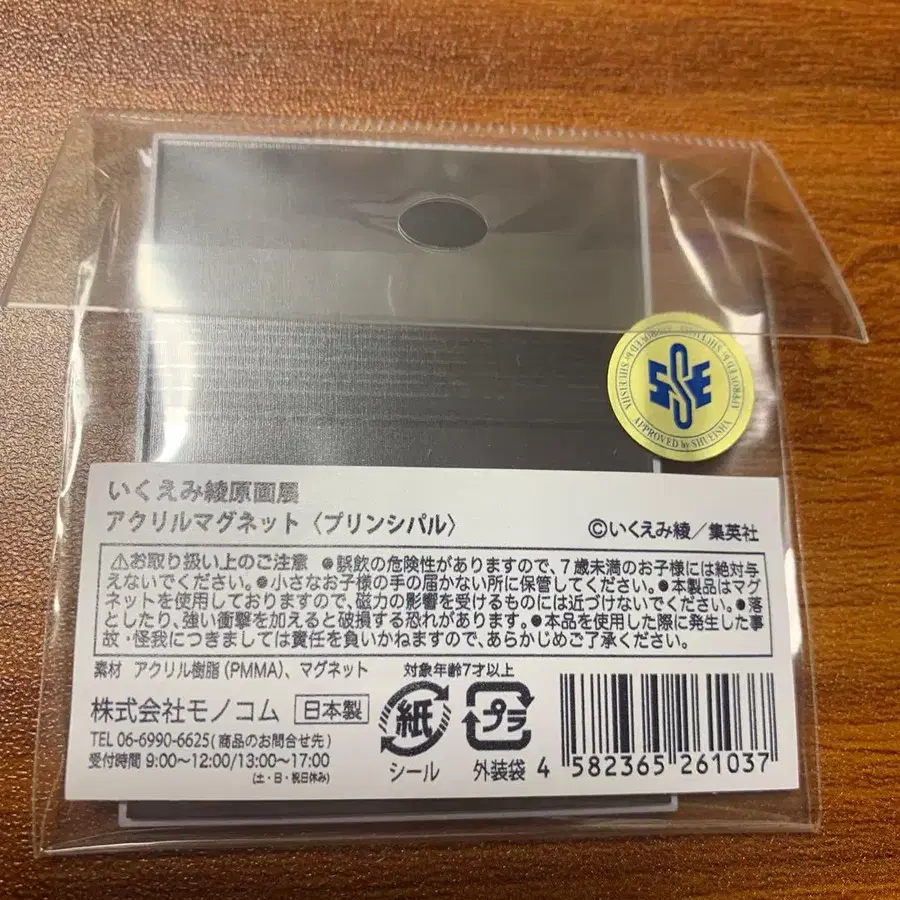 SSE
APPROVED by SHUEISHA
いくえみ綾原画展
アクリルマグネット〈プリンシパル〉
©いくえみ綾/集英社
⚠お取り扱い上のご注意 ●誤飲の危険性がありますので、7歳未満のお子様には絶対与
えないでください。●小さなお子様の手の届かない所に保管してください。●本製品はマグ
ネットを使用しておりますので、磁力の影響を受けるものには近づけないでください。●落
としたり、強い衝撃を加えると破損する恐れがあります。●本品を使用した際に発生した事
故・怪我につきましては責任を負いかねますので、あらかじめご了承ください。
素材 アクリル樹脂(PMMA)、マグネット
対象年齢7才以上
株式会社モノコム 日本製
TEL 06-6990-6625(商品のお問合せ先)
受付時間 9:00〜12:00/13:00〜17:00
(土・日・祝日休み)
紙
シール
プラ
外装袋
4 582365 261037